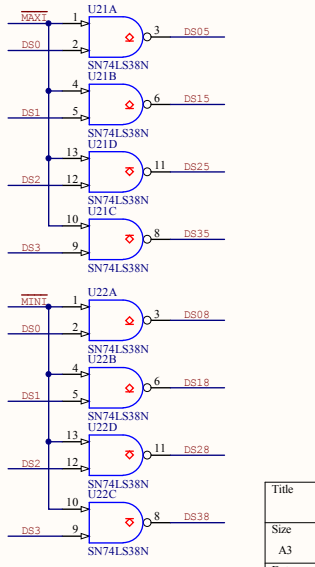 U21A
MAXI 1 3 DS05
DS0 2
SN74LS38N
U21B
4 6 DS15
DS1 5
SN74LS38N
U21D
13 11 DS25
DS2 12
SN74LS38N
U21C
10 8 DS35
DS3 9
SN74LS38N
U22A
MINI 1 3 DS08
DS0 2
SN74LS38N
U22B
4 6 DS18
DS1 5
SN74LS38N
U22D
13 11 DS28
DS2 12
SN74LS38N
U22C
10 8 DS38
DS3 9
SN74LS38N
Title
Size
A3